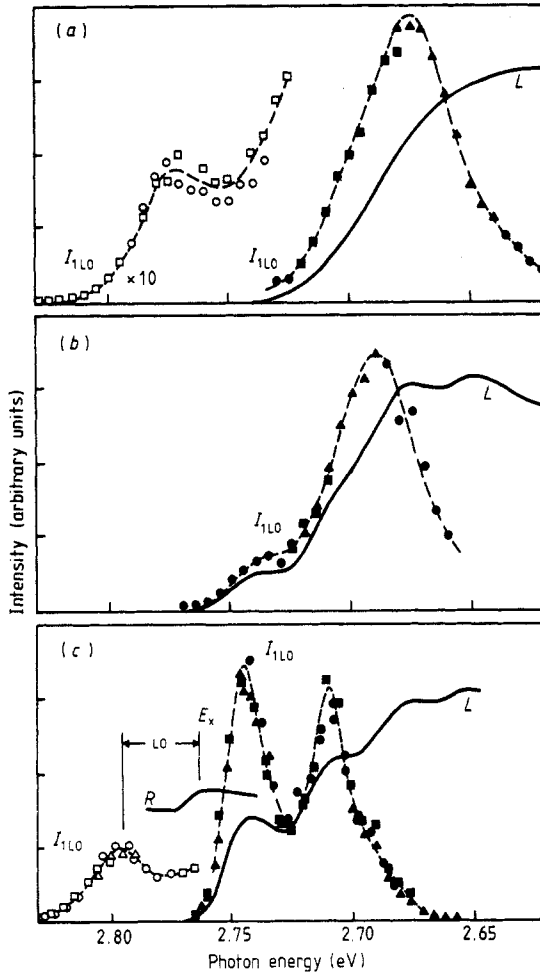 (a)
L
I1LO
×10
I1LO
(b)
L
I1LO
Intensity (arbitrary units)
(c)
I1LO
Ex
LO
L
R
I1LO
2.80
2.75
2.70
2.65
Photon energy (eV)